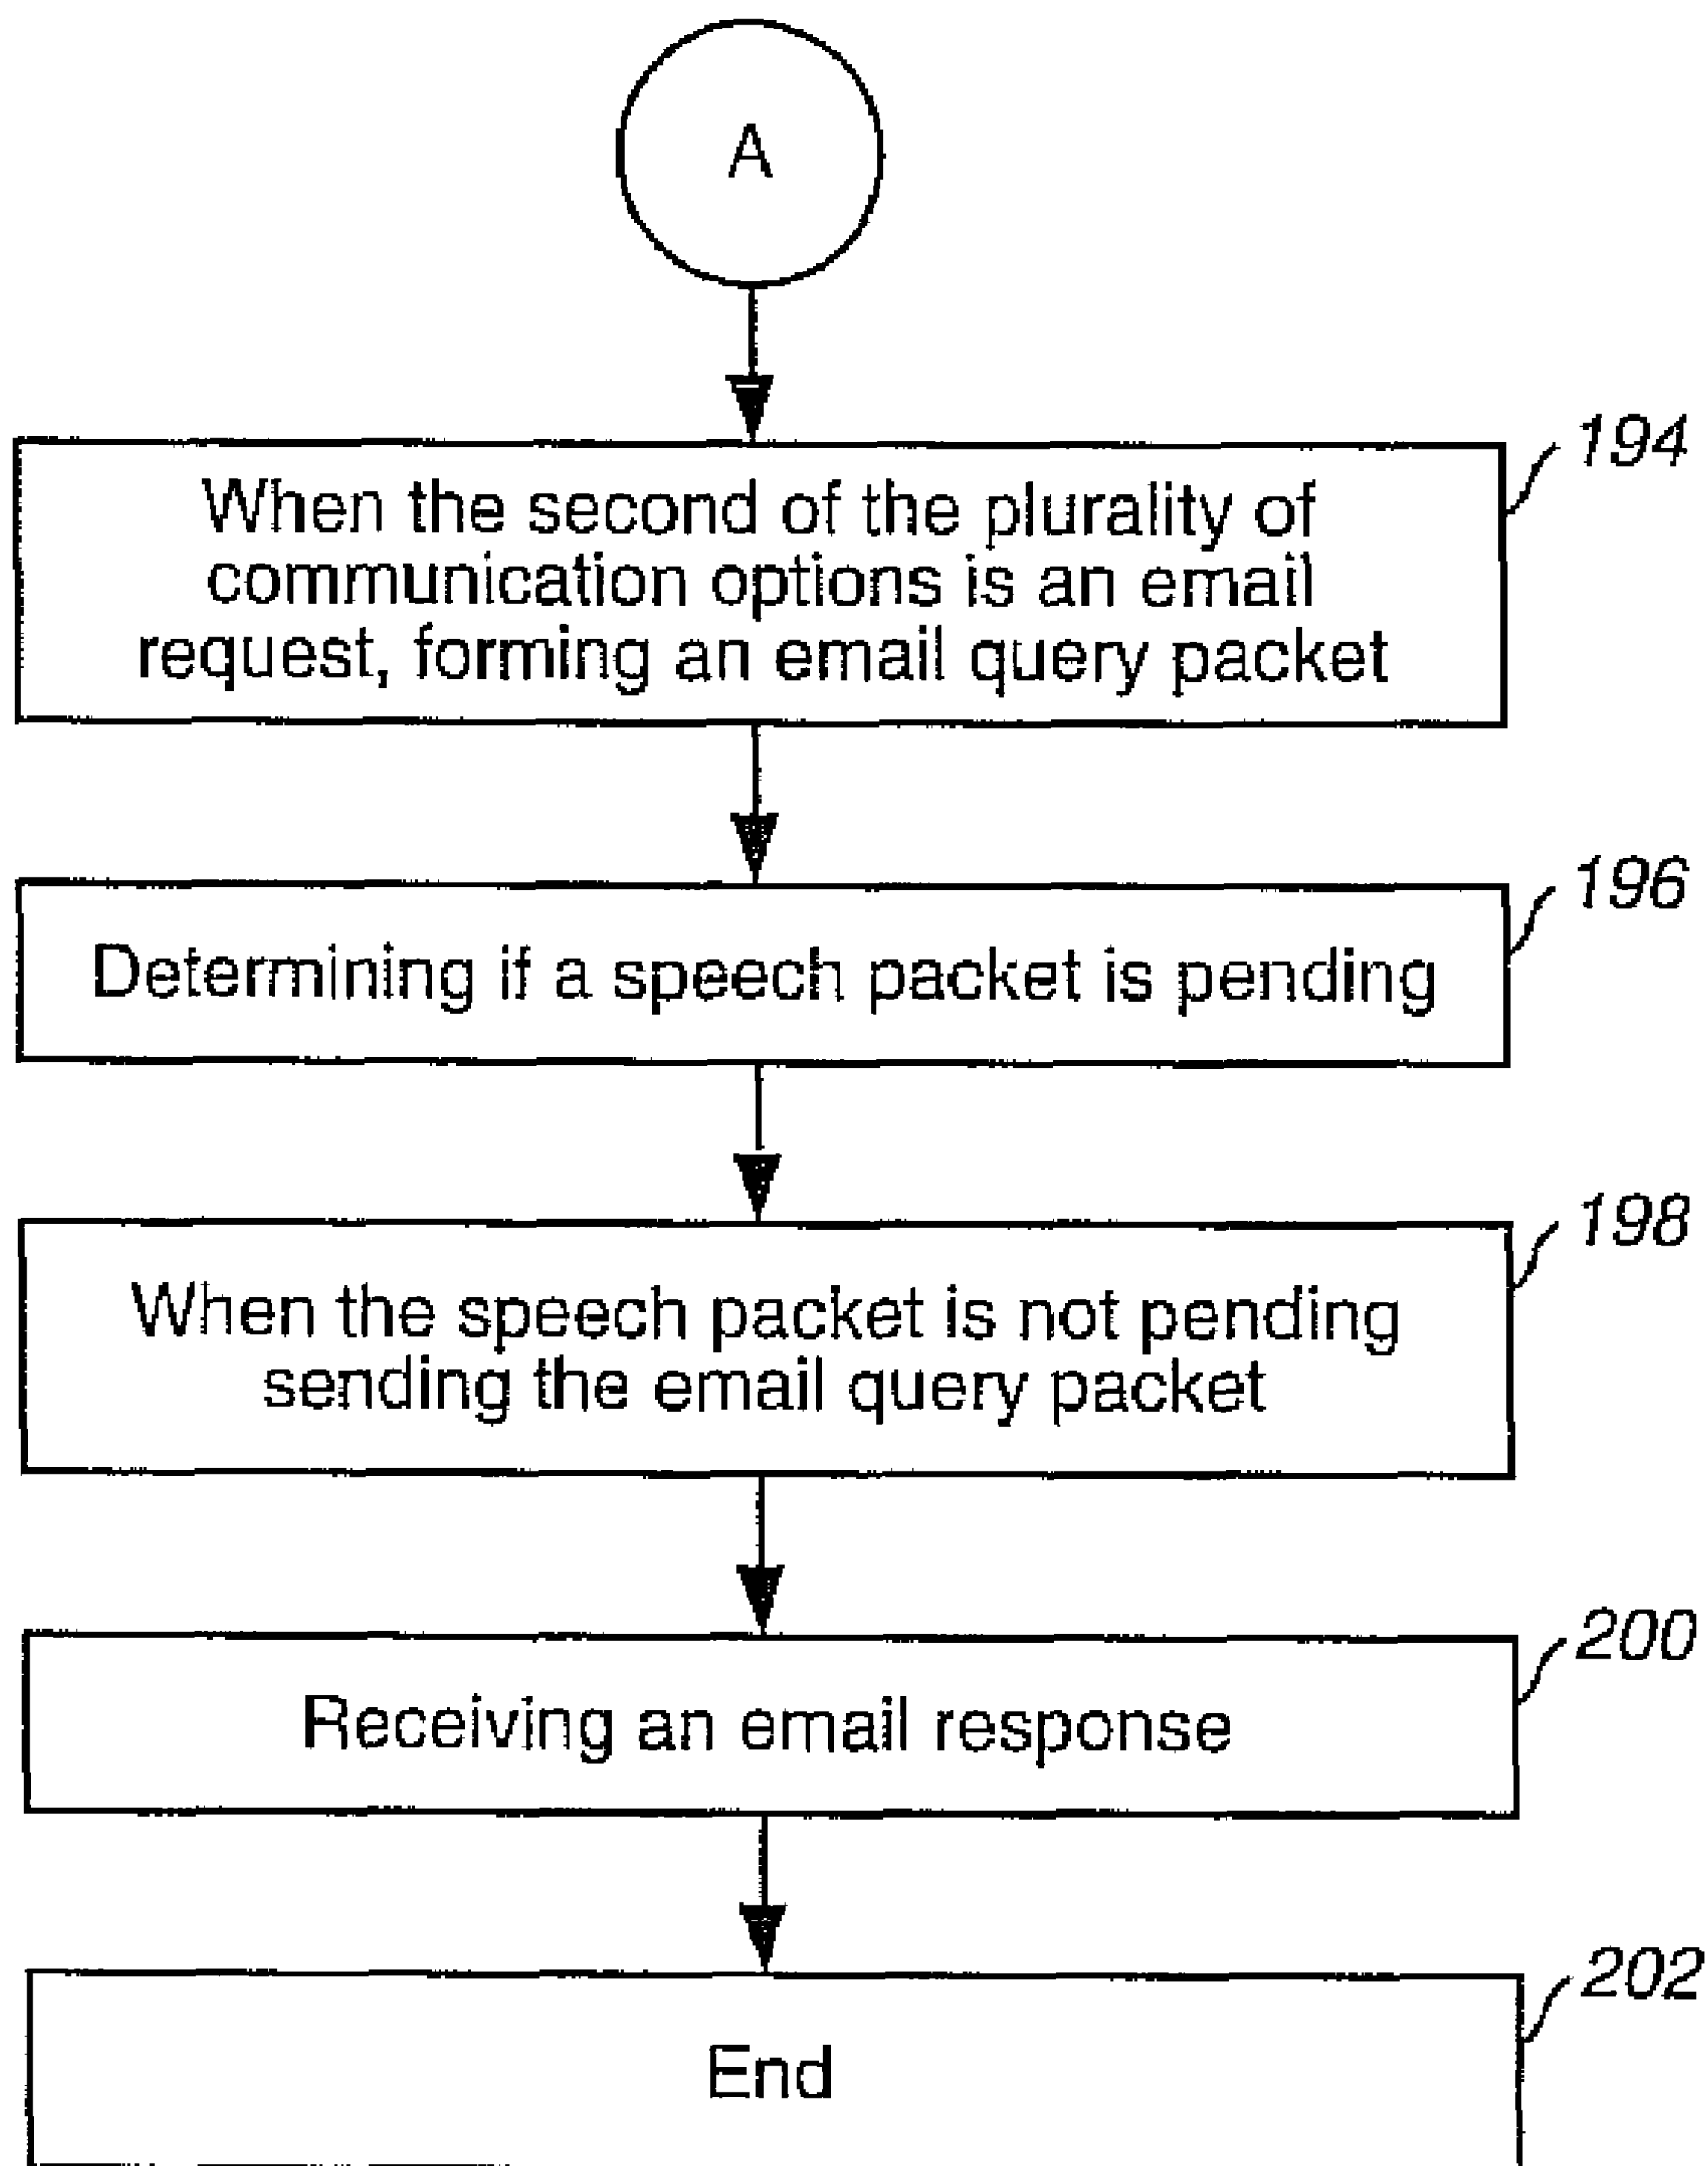 A
194
When the second of the plurality of
communication options is an email
request, forming an email query packet
196
Determining if a speech packet is pending
198
When the speech packet is not pending
sending the email query packet
200
Receiving an email response
202
End